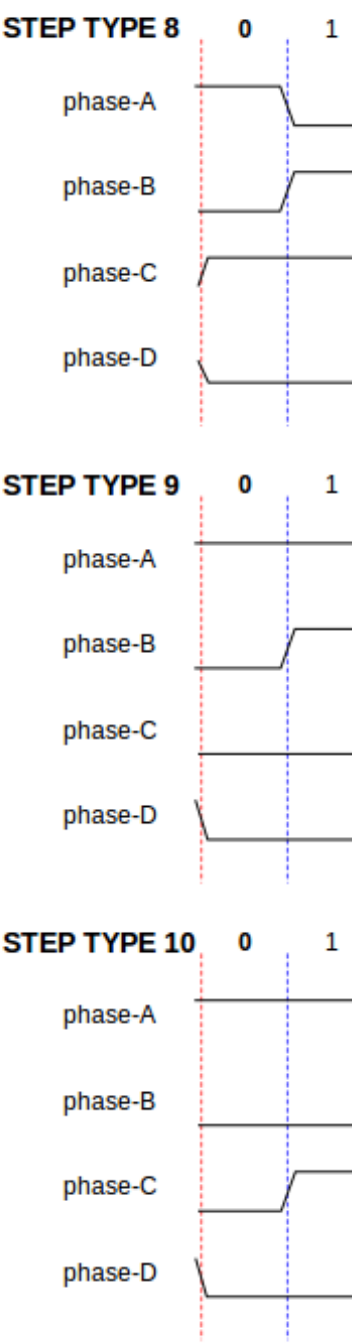 STEP TYPE 8 0 1
phase-A
phase-B
phase-C
phase-D
STEP TYPE 9 0 1
phase-A
phase-B
phase-C
phase-D
STEP TYPE 10 0 1
phase-A
phase-B
phase-C
phase-D